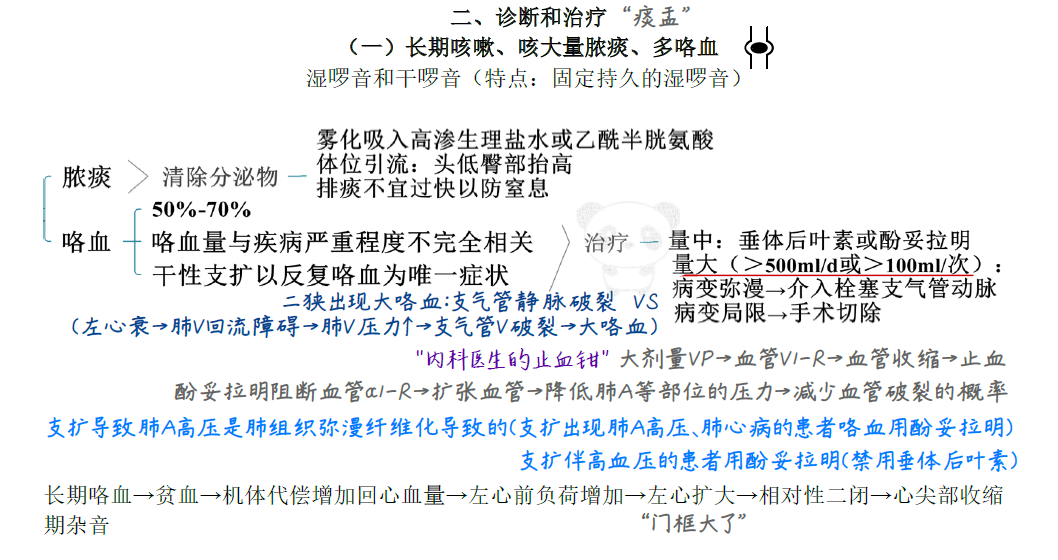 二、诊断和治疗 “痰盂”
（一）长期咳嗽、咳大量脓痰、多咯血
湿啰音和干啰音（特点：固定持久的湿啰音）
脓痰 清除分泌物
雾化吸入高渗生理盐水或乙酰半胱氨酸
体位引流：头低臀部抬高
排痰不宜过快以防窒息
咯血
50%-70%
咯血量与疾病严重程度不完全相关
干性支扩以反复咯血为唯一症状
治疗
量中：垂体后叶素或酚妥拉明
量大（＞500ml/d或＞100ml/次）：
病变弥漫→介入栓塞支气管动脉
病变局限→手术切除
二狭出现大咯血:支气管静脉破裂 VS
(左心衰→肺V回流障碍→肺V压力↑→支气管V破裂→大咯血)
"内科医生的止血钳" 大剂量VP→血管V1-R→血管收缩→止血
酚妥拉明阻断血管α1-R→扩张血管→降低肺A等部位的压力→减少血管破裂的概率
支扩导致肺A高压是肺组织弥漫纤维化导致的(支扩出现肺A高压、肺心病的患者咯血用酚妥拉明)
支扩伴高血压的患者用酚妥拉明(禁用垂体后叶素)
长期咯血→贫血→机体代偿增加回心血量→左心前负荷增加→左心扩大→相对性二闭→心尖部收缩
期杂音 “门框大了”